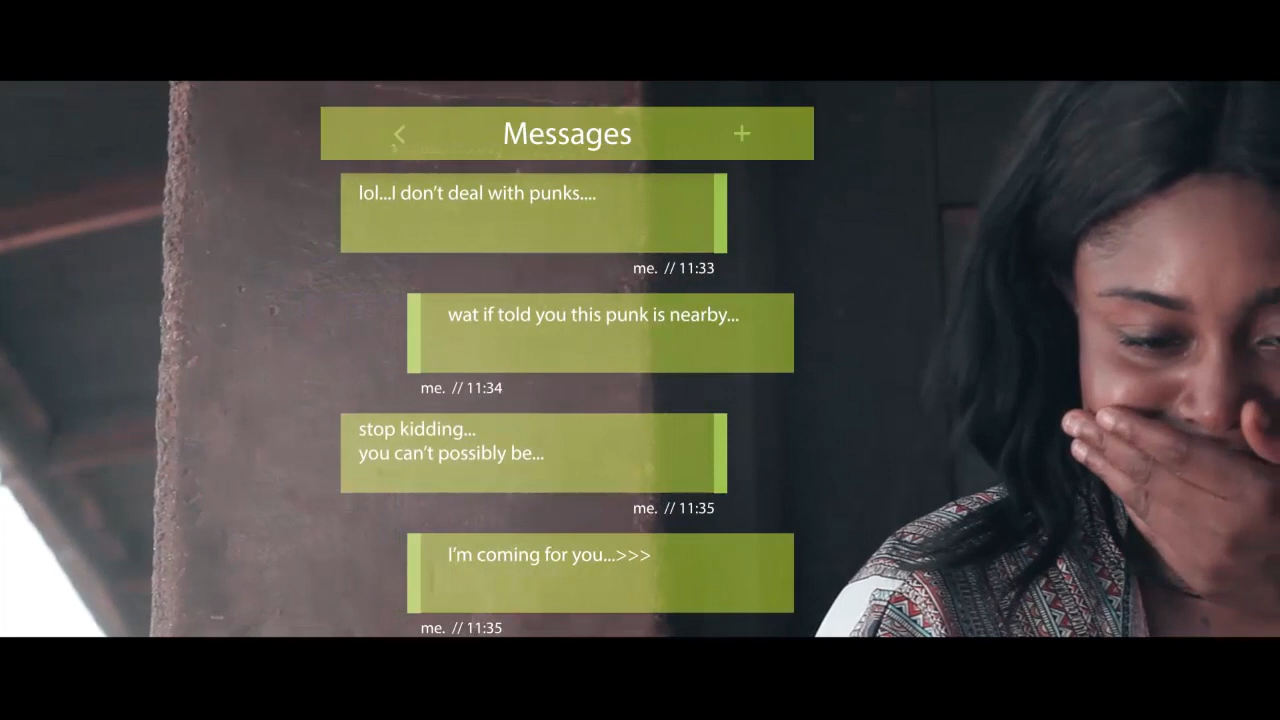 Messages
lol...I don't deal with punks....
me. // 11:33
wat if told you this punk is nearby...
me. // 11:34
stop kidding...
you can't possibly be...
me. // 11:35
I'm coming for you...>>>
me. // 11:35